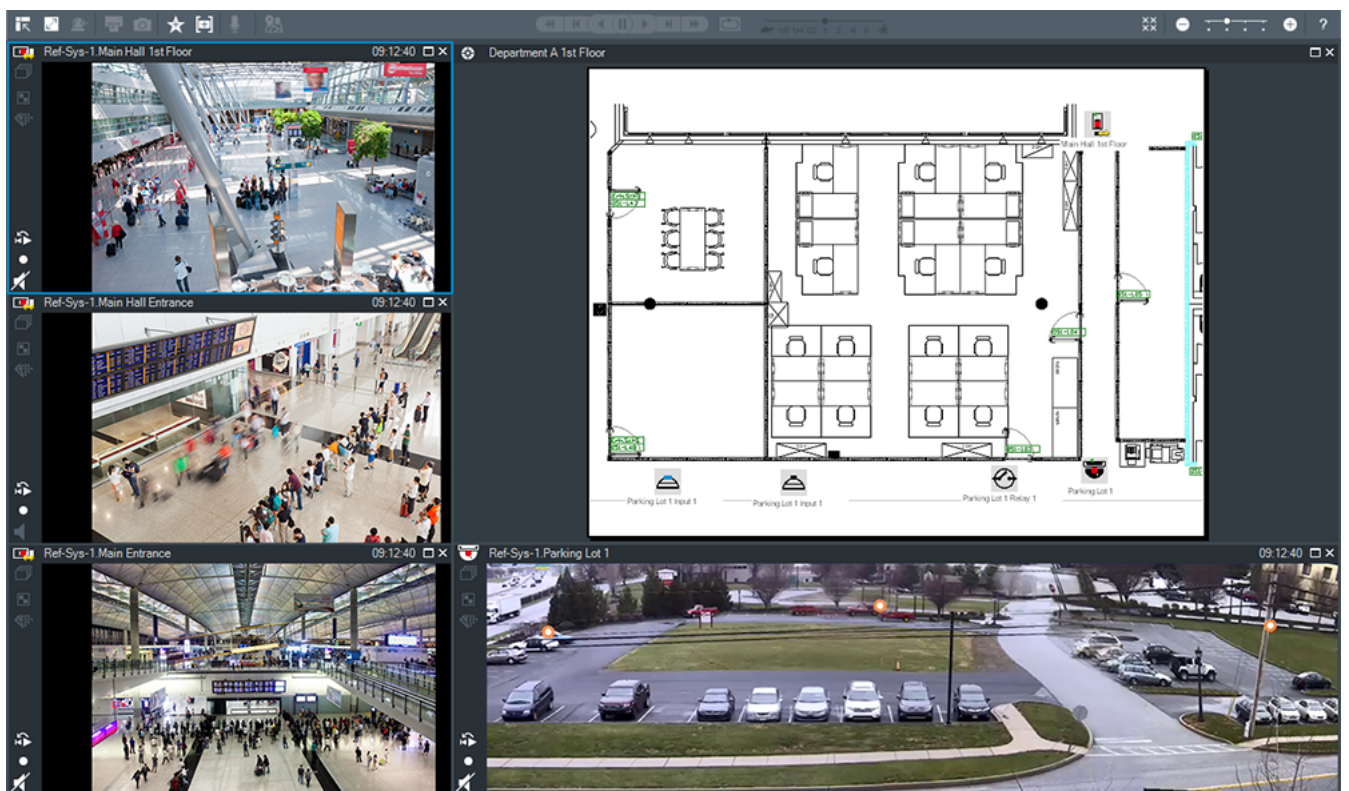 ?
Ref-Sys-1.Main Hall 1st Floor 09:12:40
Department A 1st Floor
Main Hall 1st Floor
Ref-Sys-1.Main Hall Entrance 09:12:40
Parking Lot 1 Input 1
Parking Lot 1 Input 1
Parking Lot 1 Relay 1
Parking Lot 1
Ref-Sys-1.Main Entrance 09:12:40
Ref-Sys-1.Parking Lot 1 09:12:40